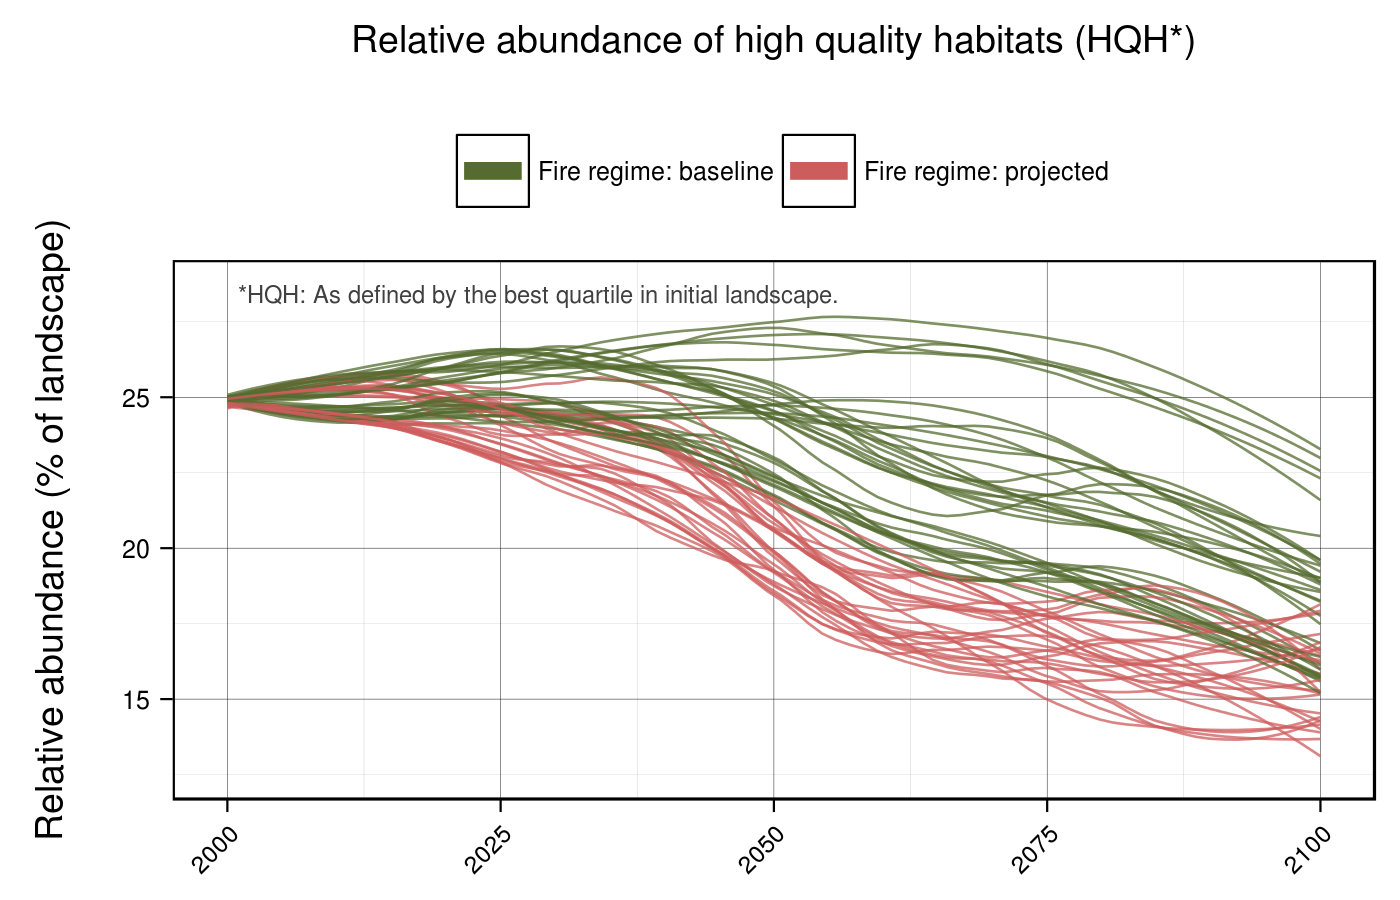 Relative abundance of high quality habitats (HQH*)
Fire regime: baseline
Fire regime: projected
Relative abundance (% of landscape)
*HQH: As defined by the best quartile in initial landscape.
25
20
15
2000
2025
2050
2075
2100